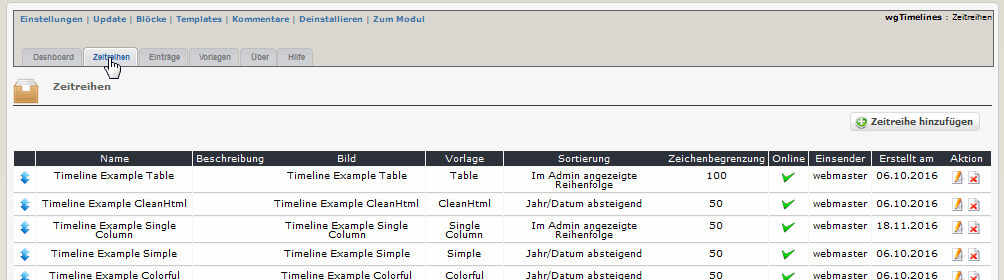 Einstellungen | Update | Blöcke | Templates | Kommentare | Deinstallieren | Zum Modul
wgTimelines : Zeitreihen
Dashboard Zeitreihen Einträge Vorlagen Über Hilfe
Zeitreihen
Zeitreihe hinzufügen
Name Beschreibung Bild Vorlage Sortierung Zeichenbegrenzung Online Einsender Erstellt am Aktion
Timeline Example Table Timeline Example Table Table Im Admin angezeigte Reihenfolge 100 webmaster 06.10.2016
Timeline Example CleanHtml Timeline Example CleanHtml CleanHtml Jahr/Datum absteigend 50 webmaster 06.10.2016
Timeline Example Single Column Timeline Example Single Column Single Column Im Admin angezeigte Reihenfolge 50 webmaster 18.11.2016
Timeline Example Simple Timeline Example Simple Simple Jahr/Datum absteigend 50 webmaster 06.10.2016
Timeline Example Colorful Timeline Example Colorful Colorful Jahr/Datum absteigend 50 webmaster 06.10.2016